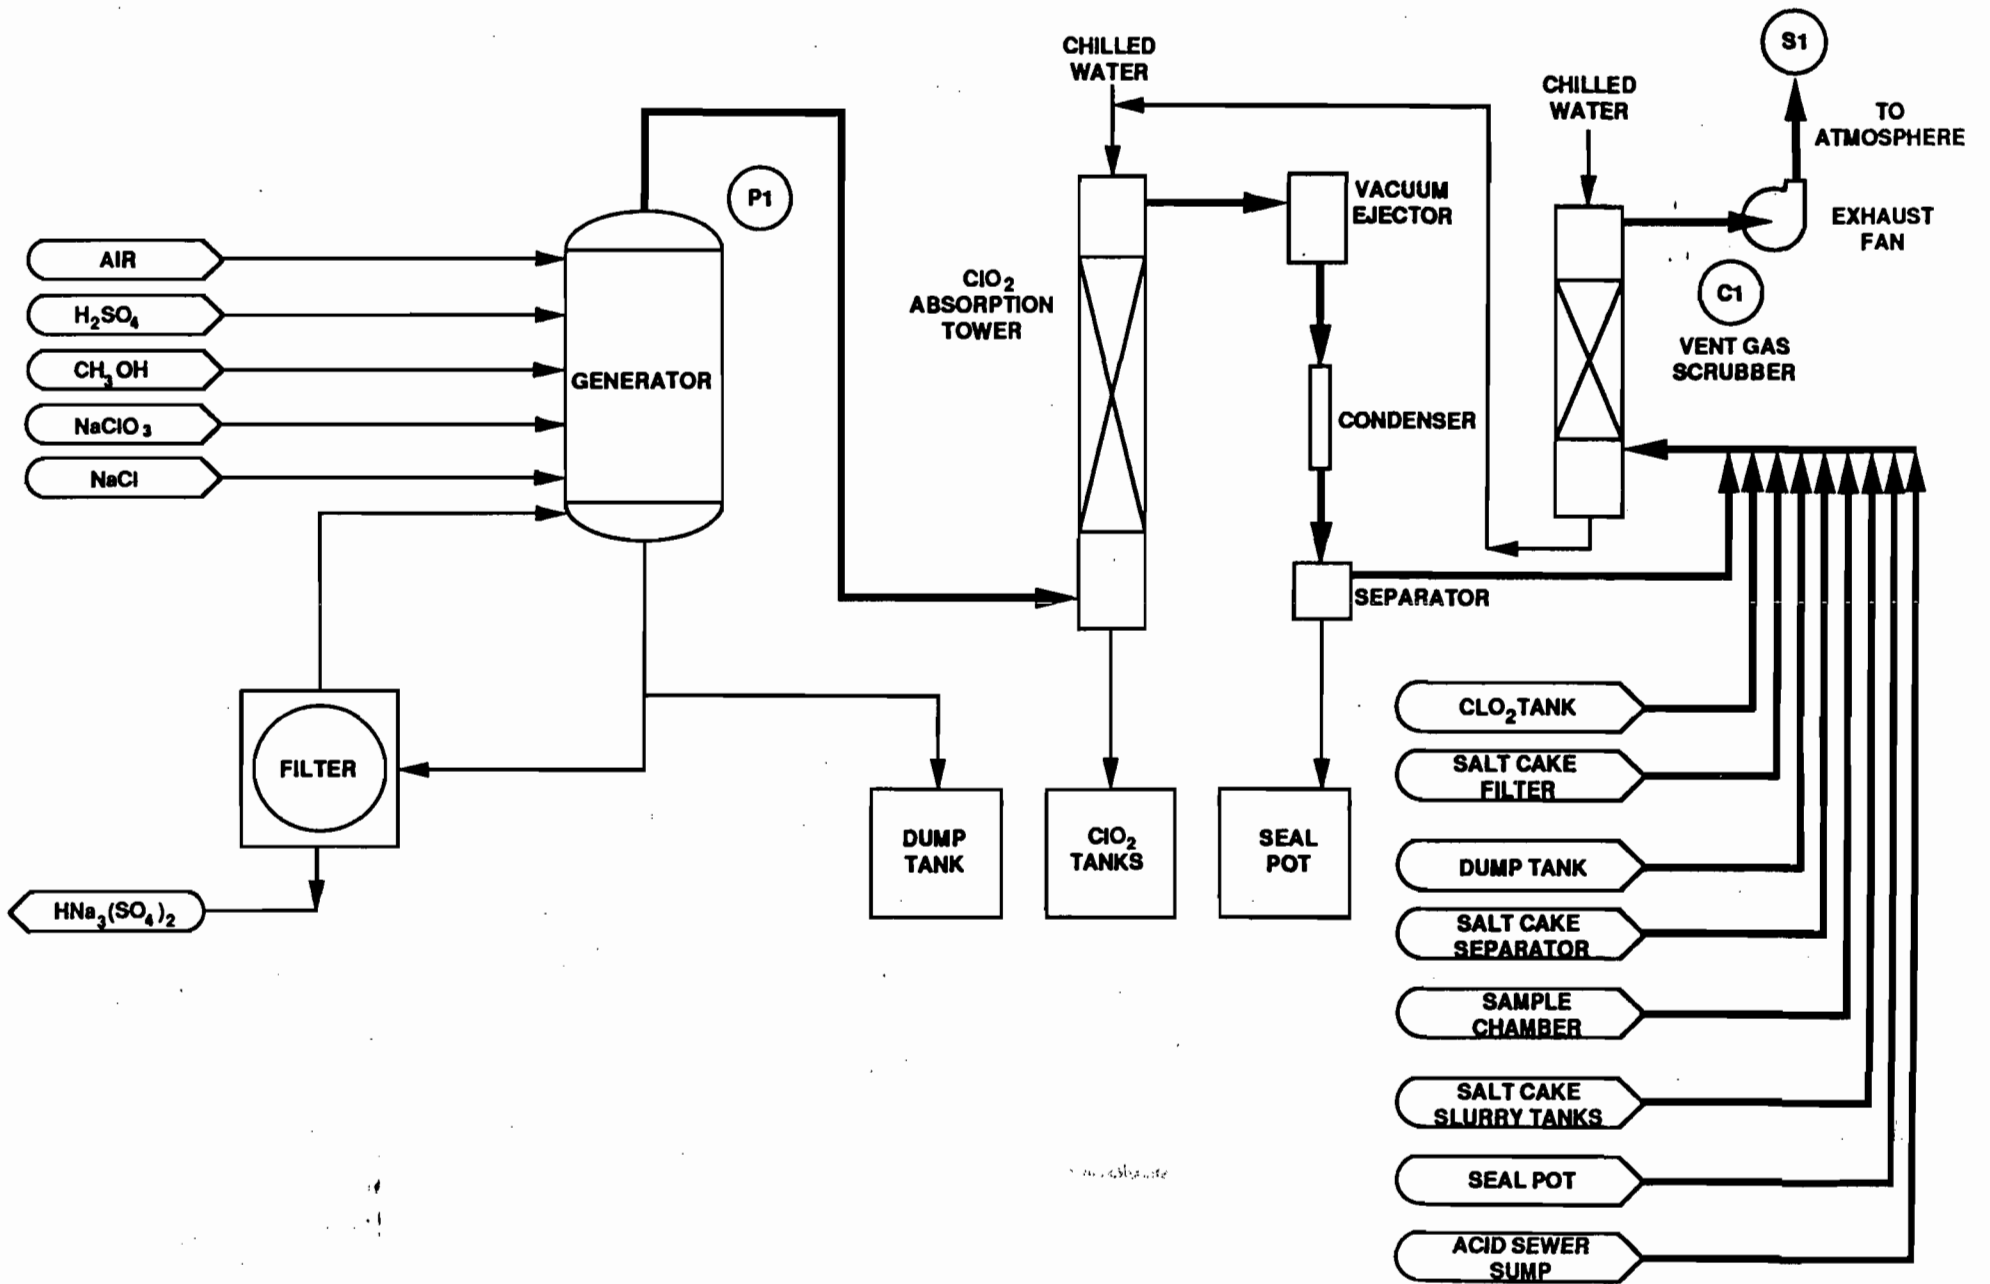 S1
CHILLED
WATER
CHILLED
WATER
TO
ATMOSPHERE
P1
VACUUM
EJECTOR
EXHAUST
FAN
AIR
H₂SO₄
CH₃OH
NaClO₃
NaCl
GENERATOR
ClO₂
ABSORPTION
TOWER
C1
VENT GAS
SCRUBBER
CONDENSER
SEPARATOR
FILTER
DUMP
TANK
ClO₂
TANKS
SEAL
POT
HNa₃(SO₄)₂
CLO₂TANK
SALT CAKE
FILTER
DUMP TANK
SALT CAKE
SEPARATOR
SAMPLE
CHAMBER
SALT CAKE
SLURRY TANKS
SEAL POT
ACID SEWER
SUMP